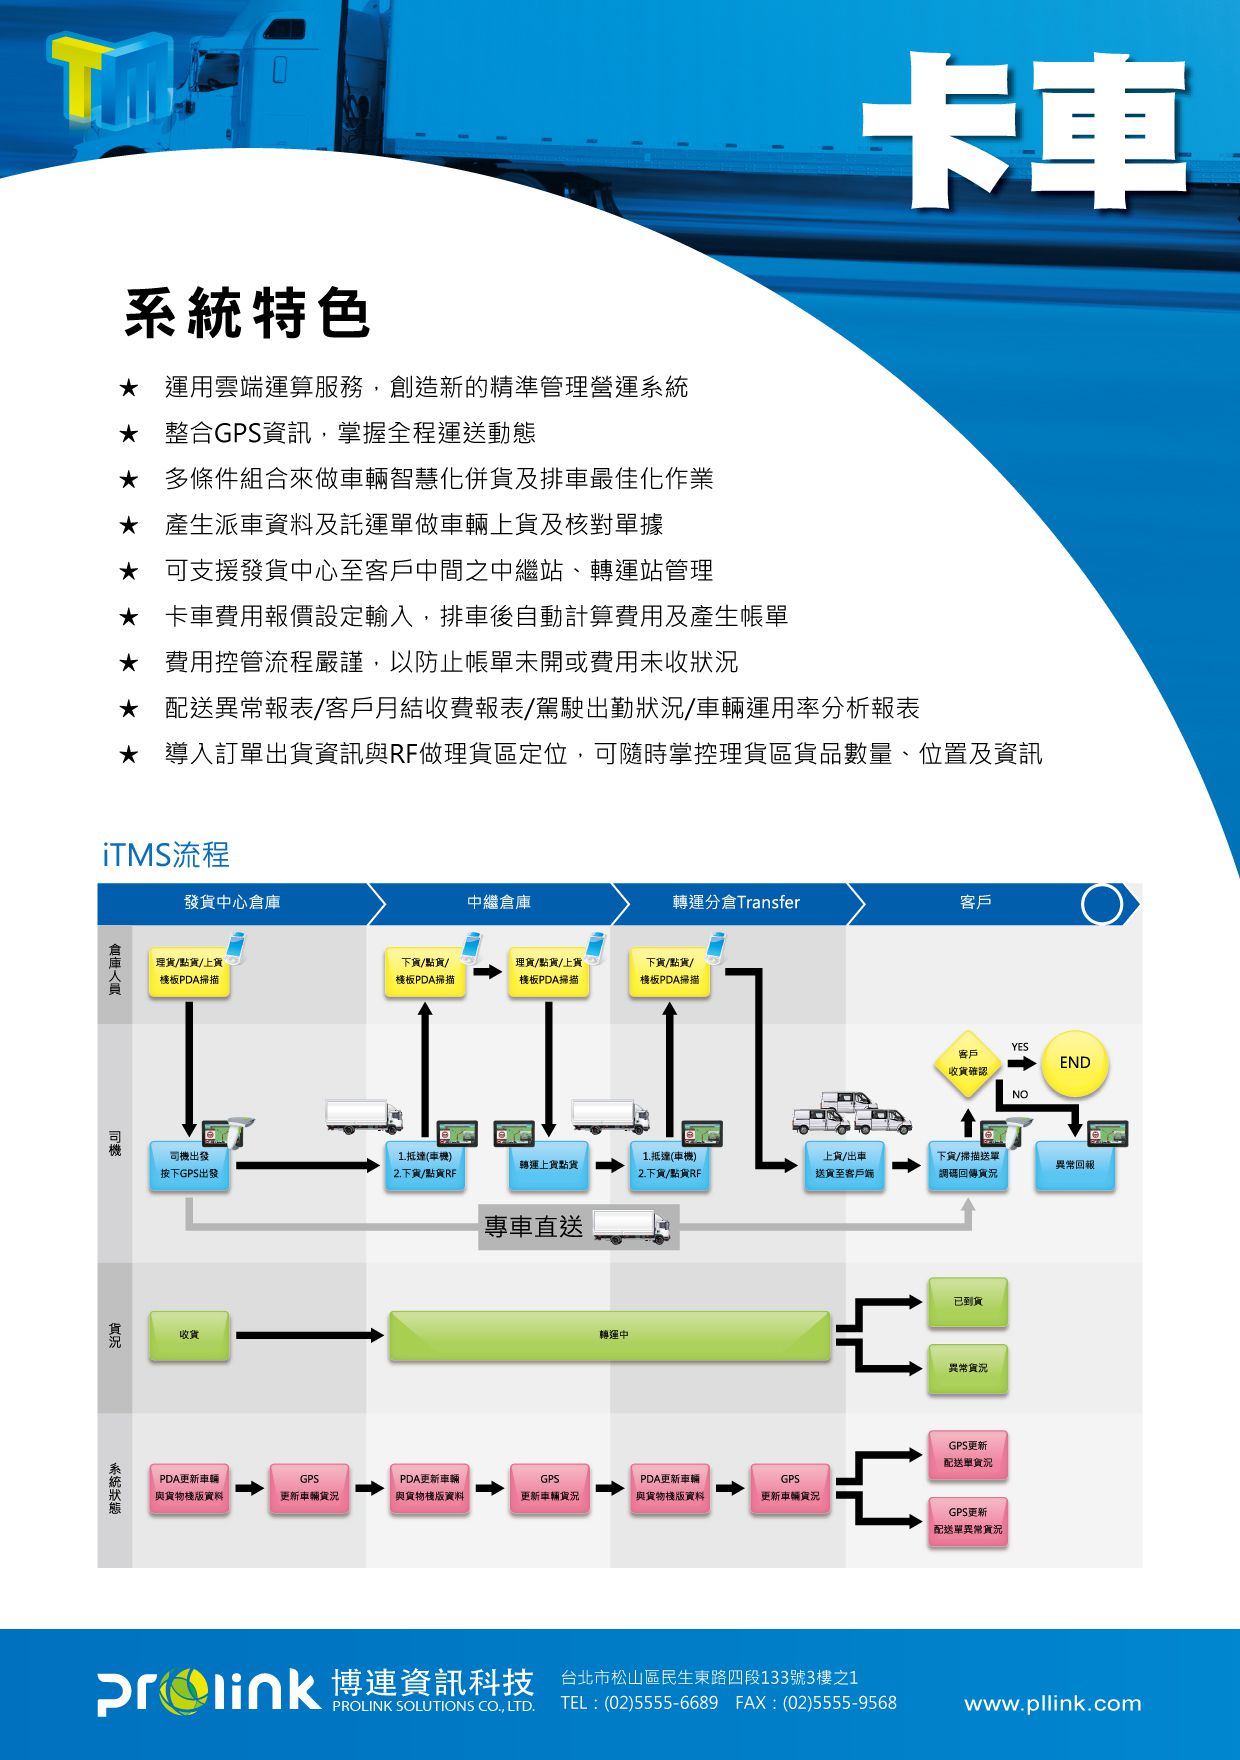 TM
卡車
系統特色
★ 運用雲端運算服務，創造新的精準管理營運系統
★ 整合GPS資訊，掌握全程運送動態
★ 多條件組合來做車輛智慧化併貨及排車最佳化作業
★ 產生派車資料及託運單做車輛上貨及核對單據
★ 可支援發貨中心至客戶中間之中繼站、轉運站管理
★ 卡車費用報價設定輸入，排車後自動計算費用及產生帳單
★ 費用控管流程嚴謹，以防止帳單未開或費用未收狀況
★ 配送異常報表/客戶月結收費報表/駕駛出勤狀況/車輛運用率分析報表
★ 導入訂單出貨資訊與RF做理貨區定位，可隨時掌控理貨區貨品數量、位置及資訊
iTMS流程
發貨中心倉庫
中繼倉庫
轉運分倉Transfer
客戶
倉庫人員
理貨/點貨/上貨
棧板PDA掃描
下貨/點貨/
棧板PDA掃描
理貨/點貨/上貨
棧板PDA掃描
下貨/點貨/
棧板PDA掃描
司機
客戶
收貨確認
YES
END
NO
司機出發
按下GPS出發
1.抵達(車機)
2.下貨/點貨RF
轉運上貨點貨
1.抵達(車機)
2.下貨/點貨RF
上貨/出車
送貨至客戶端
下貨/掃描送單
調碼回傳貨況
異常回報
專車直送
貨況
收貨
轉運中
已到貨
異常貨況
系統狀態
PDA更新車輛
與貨物棧版資料
GPS
更新車輛貨況
PDA更新車輛
與貨物棧版資料
GPS
更新車輛貨況
PDA更新車輛
與貨物棧版資料
GPS
更新車輛貨況
GPS更新
配送單貨況
GPS更新
配送單異常貨況
prolink 博連資訊科技
PROLINK SOLUTIONS CO., LTD.
台北市松山區民生東路四段133號3樓之1
TEL：(02)5555-6689 FAX：(02)5555-9568
www.pllink.com